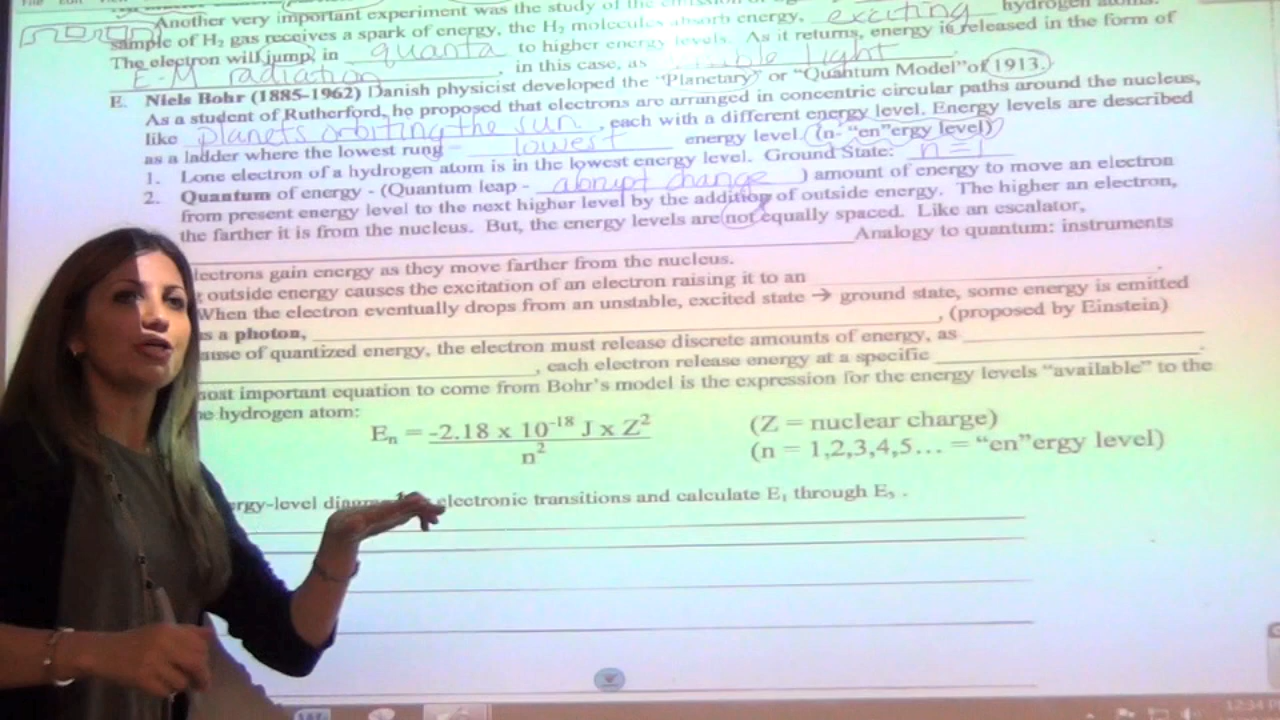 File Edit
Another very important experiment was the study of the emission of hydrogen atoms.
sample of H₂ gas receives a spark of energy, the H₂ molecules absorb energy, exciting
The electron will jump, in quanta to higher energy levels. As it returns, energy is released in the form of
E-M radiation, in this case, as visible light.
E. Niels Bohr (1885-1962) Danish physicist developed the "Planetary" or "Quantum Model" of 1913.
As a student of Rutherford, he proposed that electrons are arranged in concentric circular paths around the nucleus,
like planets orbiting the sun, each with a different energy level. Energy levels are described
as a ladder where the lowest rung = lowest energy level. (n- "en"ergy level)
1. Lone electron of a hydrogen atom is in the lowest energy level. Ground State: n=1
2. Quantum of energy - (Quantum leap - abrupt change) amount of energy to move an electron
from present energy level to the next higher level by the addition of outside energy. The higher an electron,
the farther it is from the nucleus. But, the energy levels are not equally spaced. Like an escalator,
Analogy to quantum: instruments
lectrons gain energy as they move farther from the nucleus.
outside energy causes the excitation of an electron raising it to an .
When the electron eventually drops from an unstable, excited state → ground state, some energy is emitted
s a photon, , (proposed by Einstein)
ause of quantized energy, the electron must release discrete amounts of energy, as
, each electron release energy at a specific .
most important equation to come from Bohr's model is the expression for the energy levels "available" to the
e hydrogen atom:
Eₙ = -2.18 x 10⁻¹⁸ J x Z² (Z = nuclear charge)
n² (n = 1,2,3,4,5… = "en"ergy level)
rgy-level electronic transitions and calculate E₁ through E₅ .
12:34